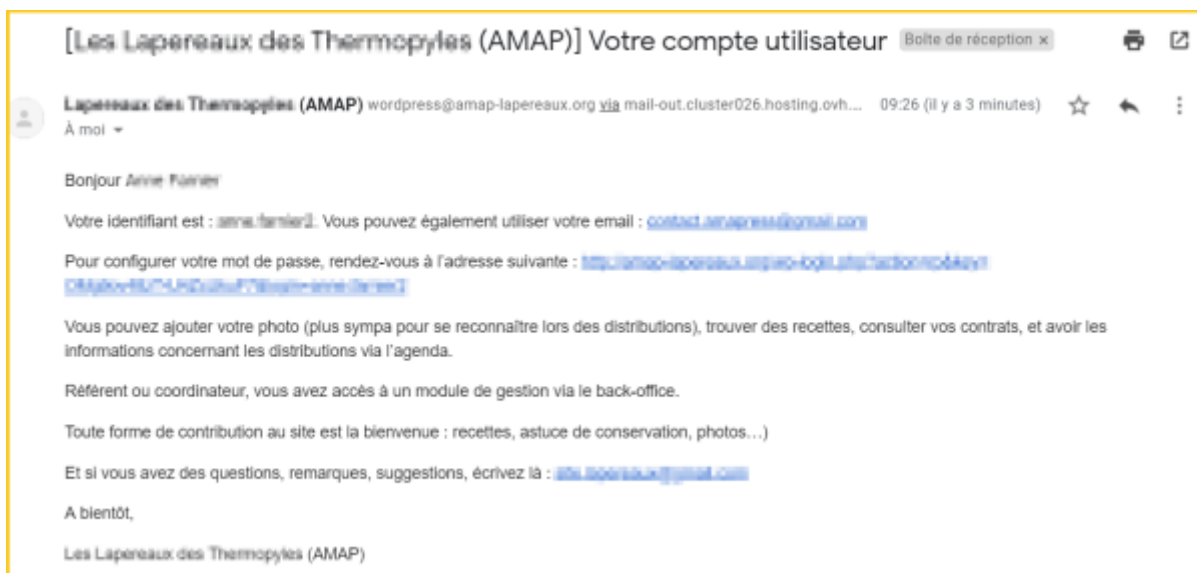 [Les Lapereaux des Thermopyles (AMAP)] Votre compte utilisateur Boîte de réception x
Lapereaux des Thermopyles (AMAP) wordpress@amap-lapereaux.org via mail-out.cluster026.hosting.ovh.... 09:26 (il y a 3 minutes)
À moi
Bonjour Anne
Votre identifiant est : Vous pouvez également utiliser votre email : contact.amapress@gmail.com
Pour configurer votre mot de passe, rendez-vous à l'adresse suivante :
Vous pouvez ajouter votre photo (plus sympa pour se reconnaître lors des distributions), trouver des recettes, consulter vos contrats, et avoir les
informations concernant les distributions via l'agenda.
Référent ou coordinateur, vous avez accès à un module de gestion via le back-office.
Toute forme de contribution au site est la bienvenue : recettes, astuce de conservation, photos…)
Et si vous avez des questions, remarques, suggestions, écrivez là :
A bientôt,
Les Lapereaux des Thermopyles (AMAP)